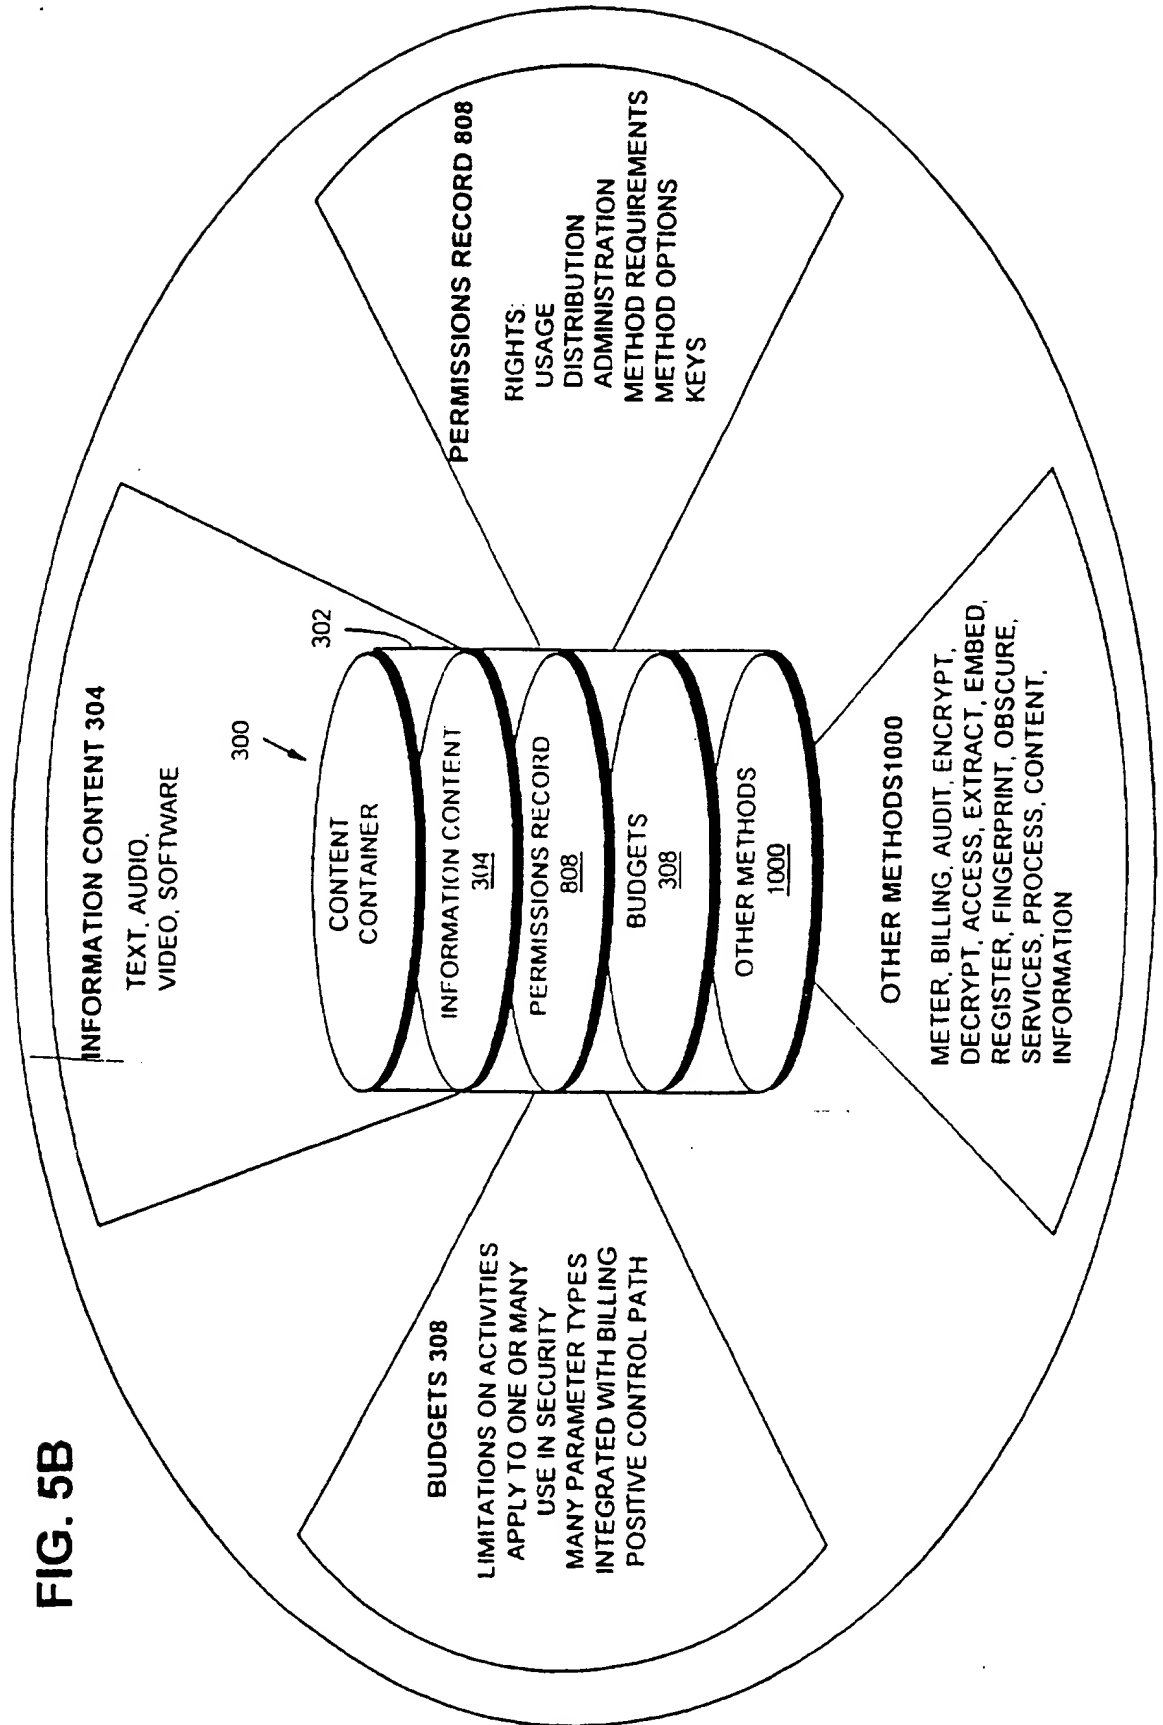 FIG. 5B
INFORMATION CONTENT 304
TEXT, AUDIO,
VIDEO, SOFTWARE
300
302
CONTENT
CONTAINER
INFORMATION CONTENT
304
PERMISSIONS RECORD
808
BUDGETS
308
OTHER METHODS
1000
BUDGETS 308
LIMITATIONS ON ACTIVITIES
APPLY TO ONE OR MANY
USE IN SECURITY
MANY PARAMETER TYPES
INTEGRATED WITH BILLING
POSITIVE CONTROL PATH
PERMISSIONS RECORD 808
RIGHTS:
USAGE
DISTRIBUTION
ADMINISTRATION
METHOD REQUIREMENTS
METHOD OPTIONS
KEYS
OTHER METHODS1000
METER, BILLING, AUDIT, ENCRYPT,
DECRYPT, ACCESS, EXTRACT, EMBED,
REGISTER, FINGERPRINT, OBSCURE,
SERVICES, PROCESS, CONTENT,
INFORMATION